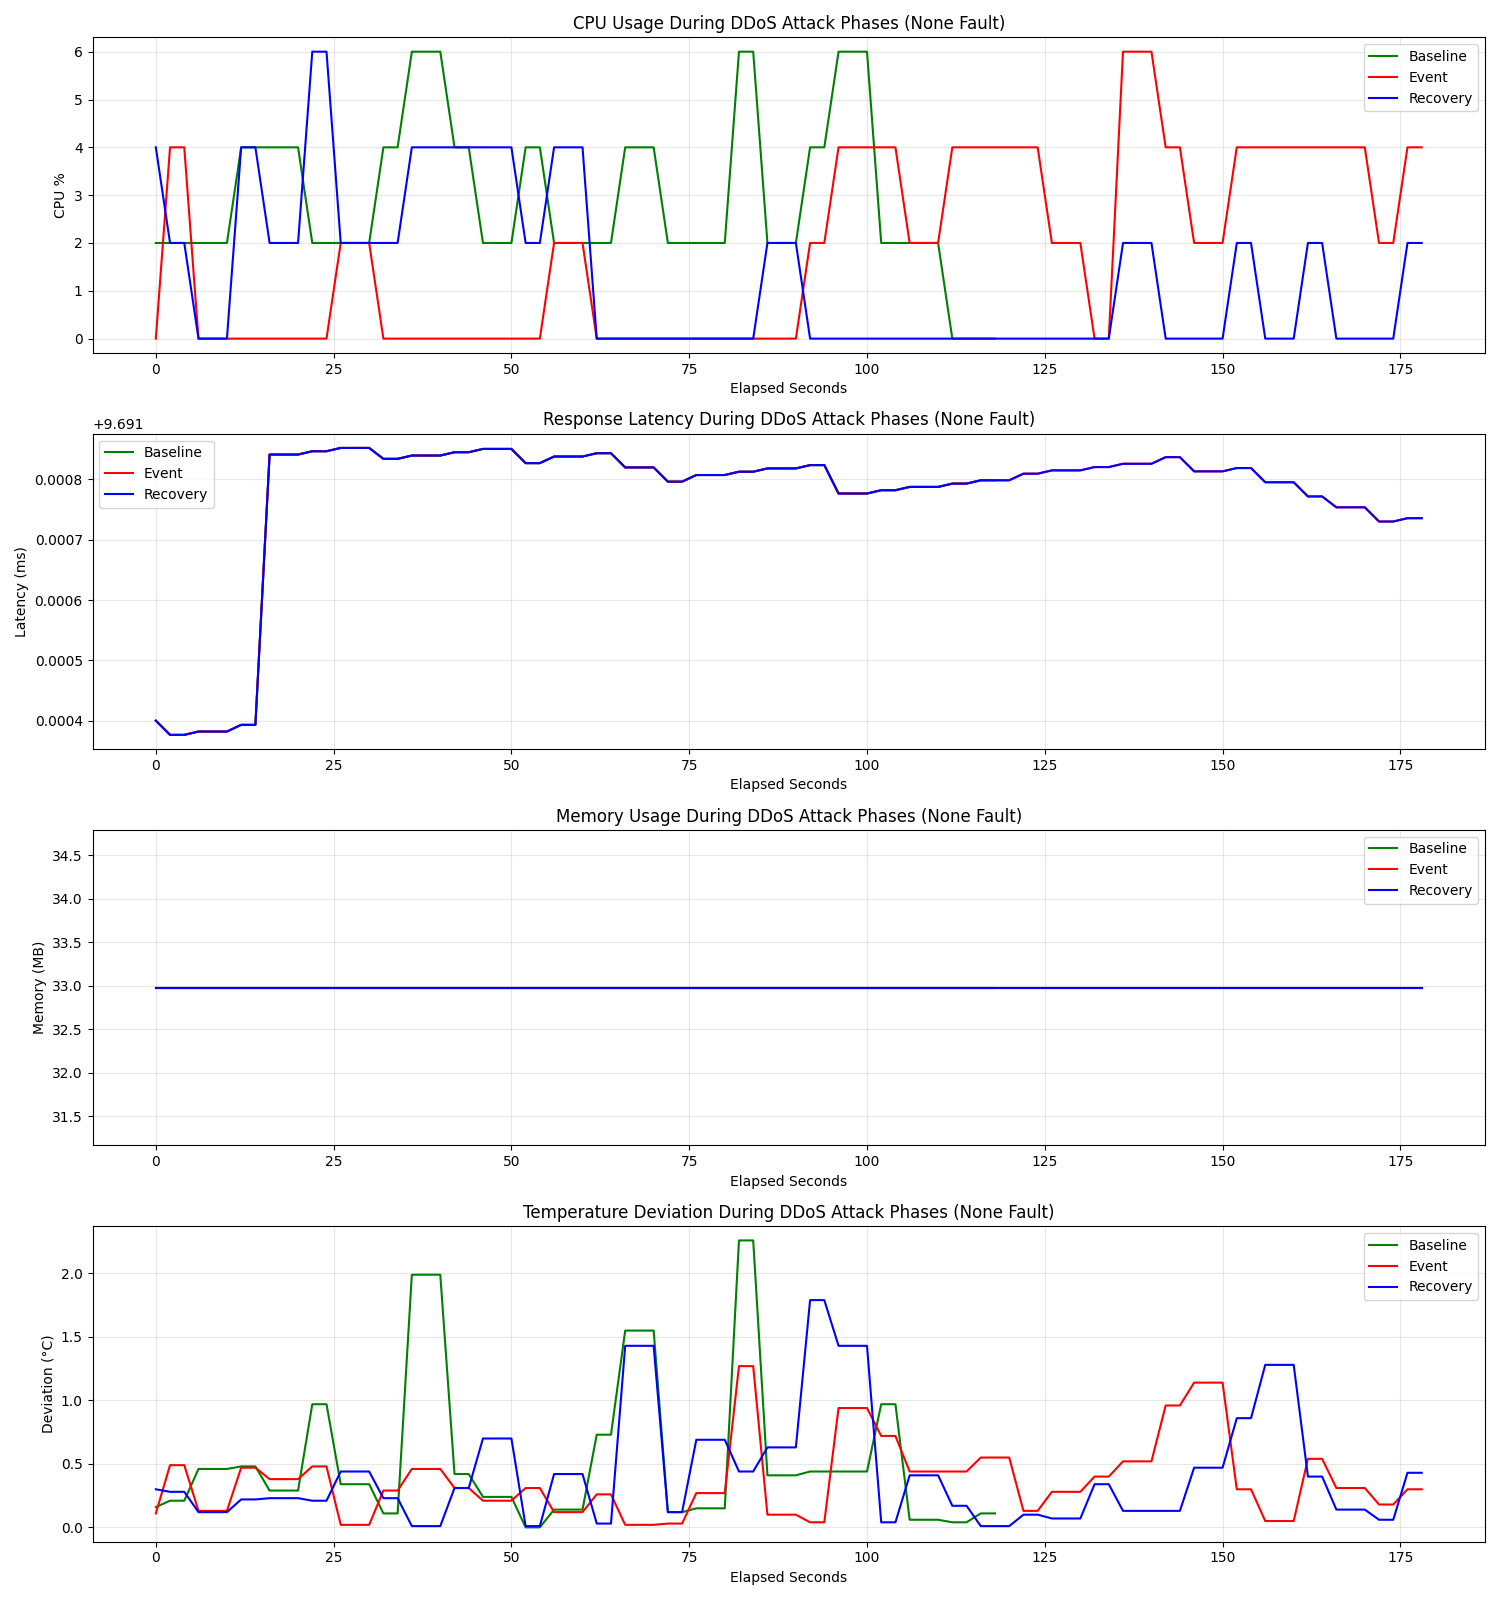 CPU Usage During DDoS Attack Phases (None Fault)
6
5
4
3
2
1
0
CPU %
Baseline
Event
Recovery
0 25 50 75 100 125 150 175
Elapsed Seconds
Response Latency During DDoS Attack Phases (None Fault)
+9.691
0.0008
0.0007
0.0006
0.0005
0.0004
Latency (ms)
Baseline
Event
Recovery
0 25 50 75 100 125 150 175
Elapsed Seconds
Memory Usage During DDoS Attack Phases (None Fault)
34.5
34.0
33.5
33.0
32.5
32.0
31.5
Memory (MB)
Baseline
Event
Recovery
0 25 50 75 100 125 150 175
Elapsed Seconds
Temperature Deviation During DDoS Attack Phases (None Fault)
2.0
1.5
1.0
0.5
0.0
Deviation (°C)
Baseline
Event
Recovery
0 25 50 75 100 125 150 175
Elapsed Seconds